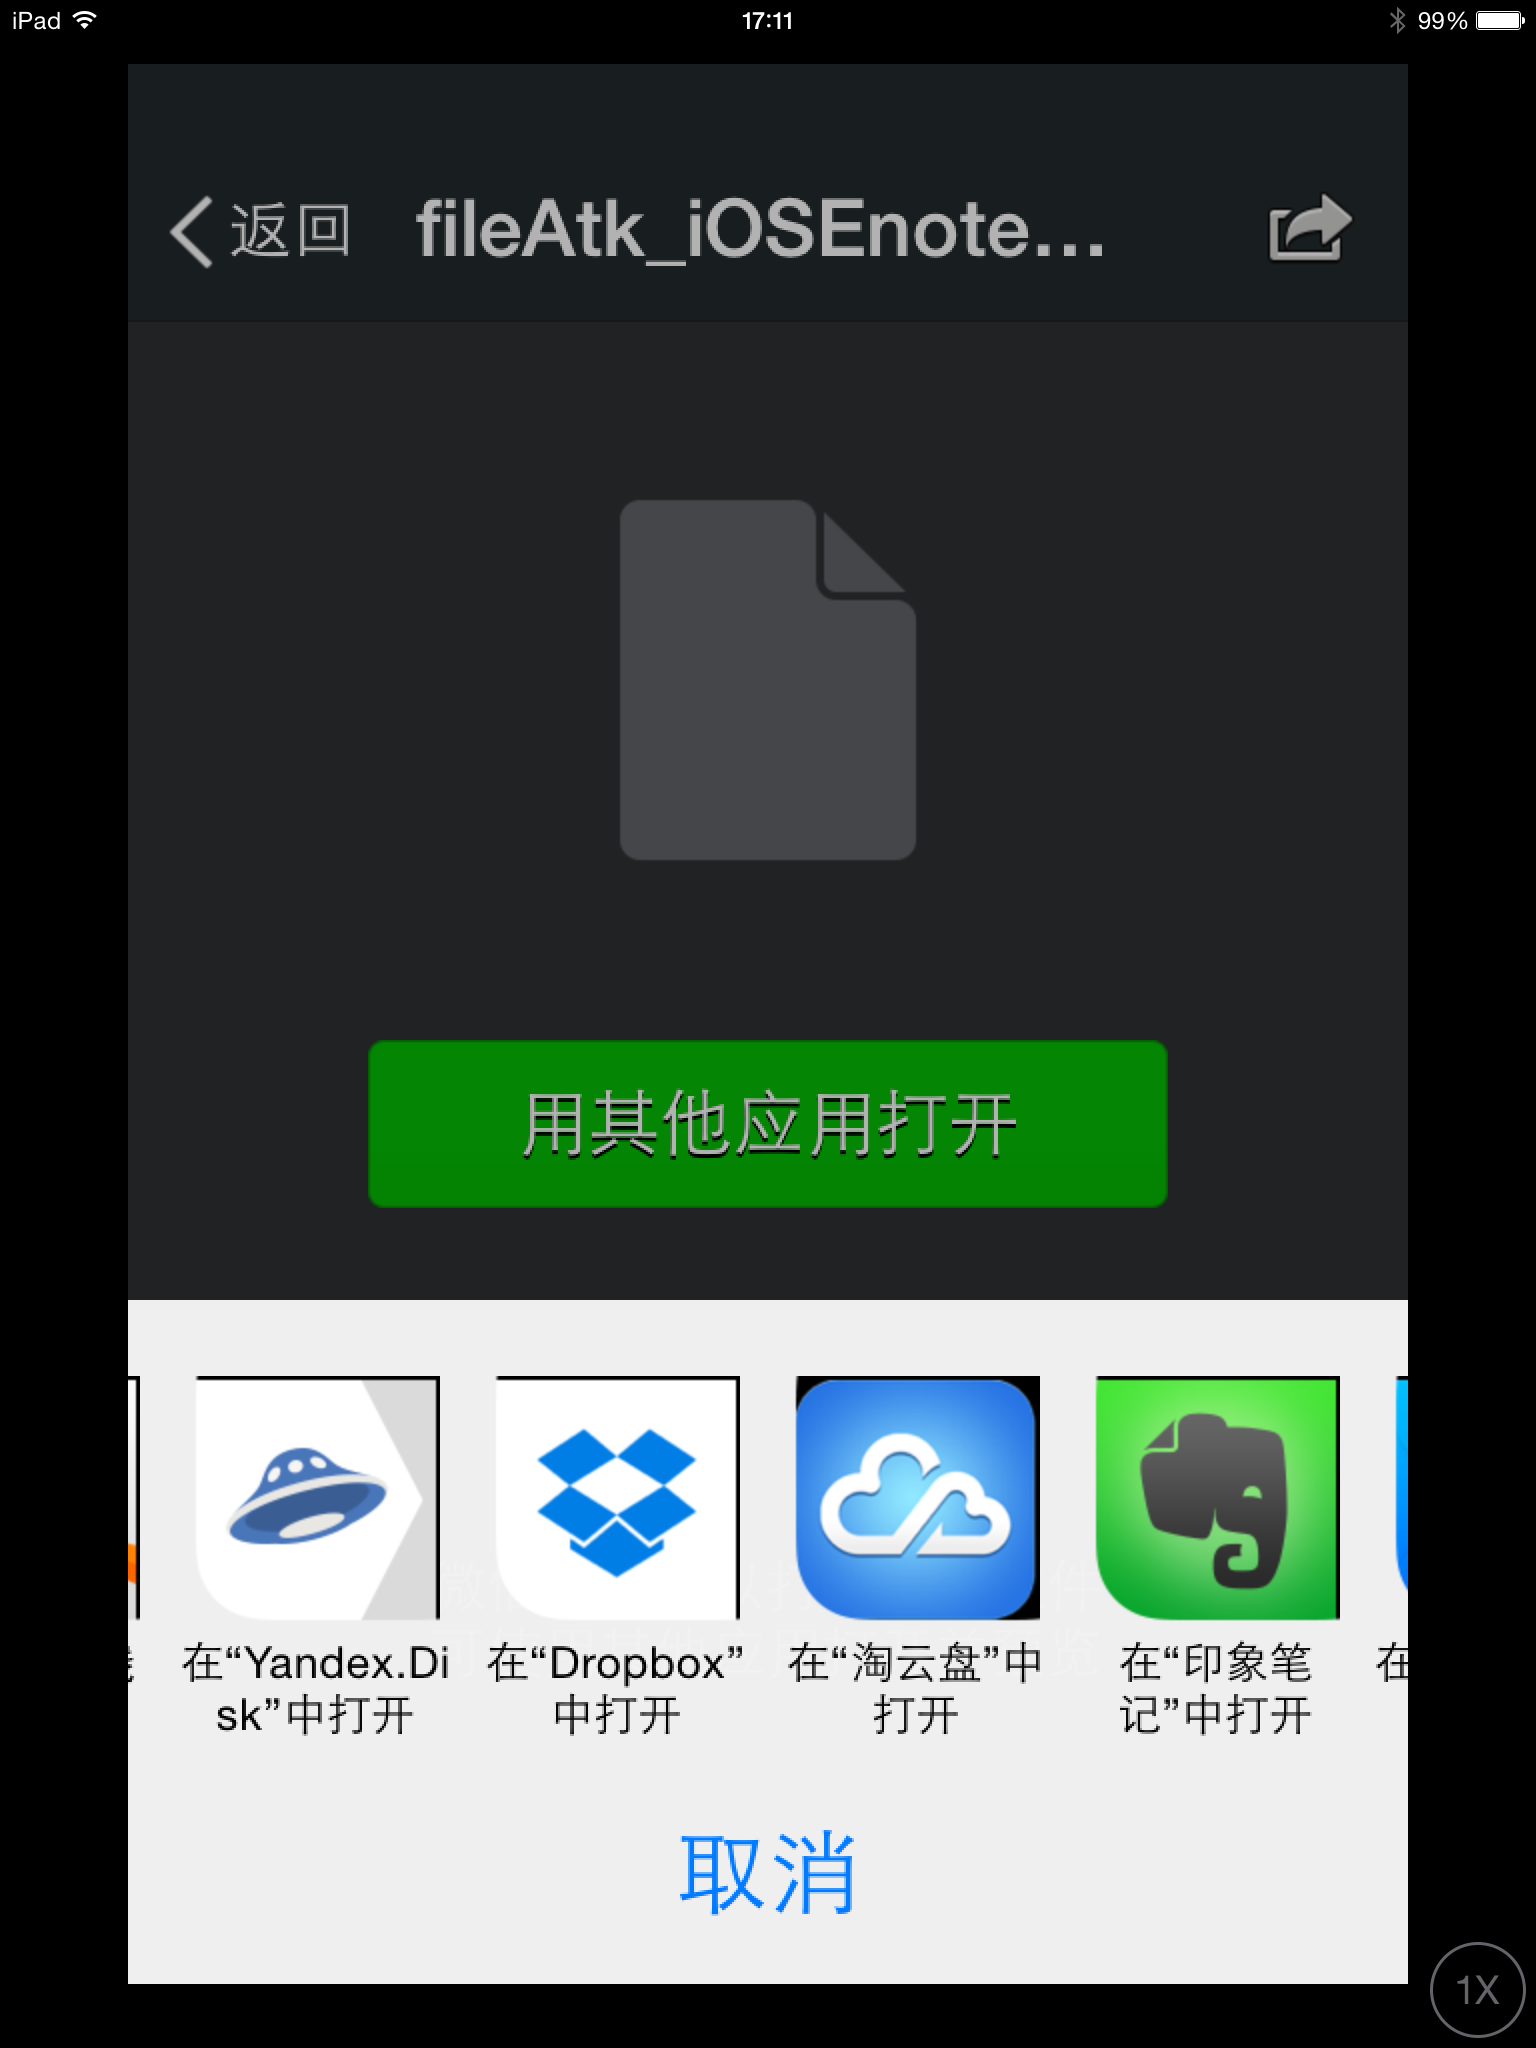 iPad
17:11
99%
返回
fileAtk_iOSEnote...
用其他应用打开
在“Yandex.Di
sk”中打开
在“Dropbox”
中打开
在“淘云盘”中
打开
在“印象笔
记”中打开
在
取消
1X